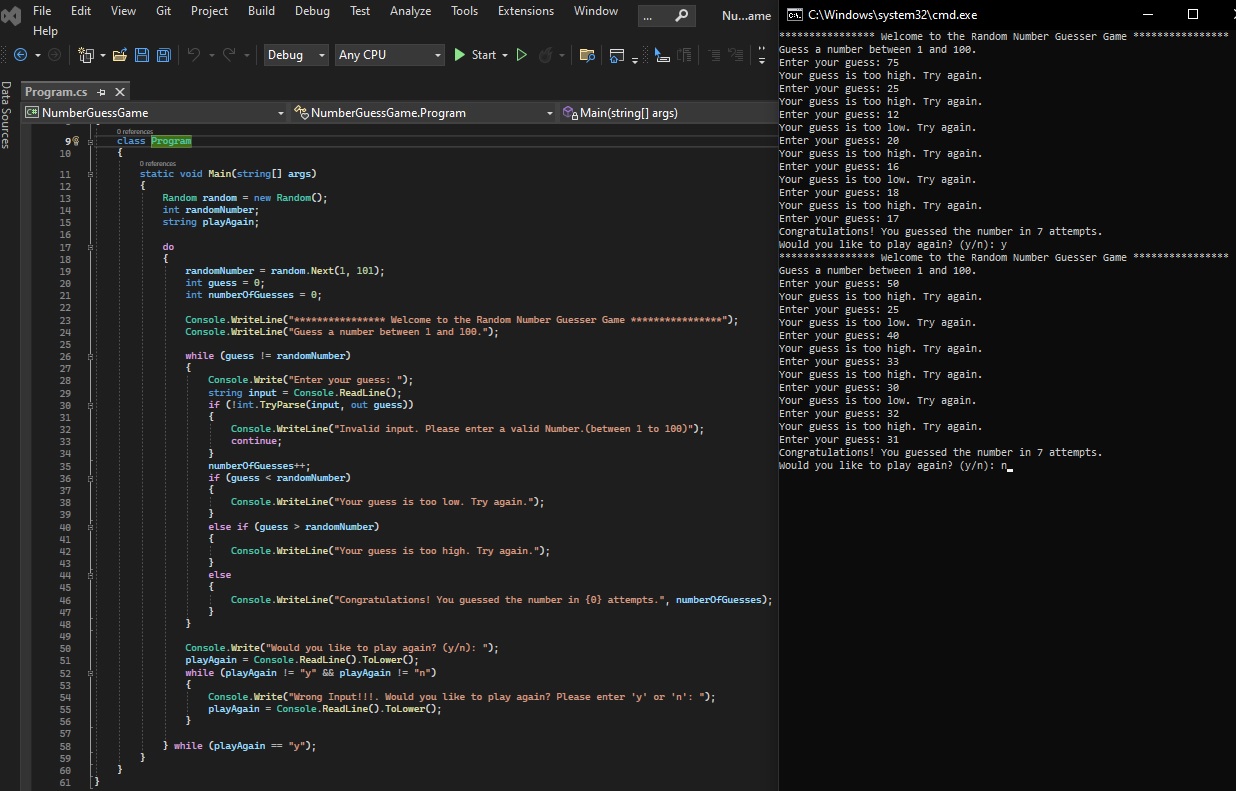 File Edit View Git Project Build Debug Test Analyze Tools Extensions Window ... Nu...ame
Help
Debug Any CPU Start
Data Sources
Program.cs
C# NumberGuessGame NumberGuessGame.Program Main(string[] args)
0 references
9 class Program
10 {
0 references
11 static void Main(string[] args)
12 {
13 Random random = new Random();
14 int randomNumber;
15 string playAgain;
16
17 do
18 {
19 randomNumber = random.Next(1, 101);
20 int guess = 0;
21 int numberOfGuesses = 0;
22
23 Console.WriteLine("**************** Welcome to the Random Number Guesser Game ****************");
24 Console.WriteLine("Guess a number between 1 and 100.");
25
26 while (guess != randomNumber)
27 {
28 Console.Write("Enter your guess: ");
29 string input = Console.ReadLine();
30 if (!int.TryParse(input, out guess))
31 {
32 Console.WriteLine("Invalid input. Please enter a valid Number.(between 1 to 100)");
33 continue;
34 }
35 numberOfGuesses++;
36 if (guess < randomNumber)
37 {
38 Console.WriteLine("Your guess is too low. Try again.");
39 }
40 else if (guess > randomNumber)
41 {
42 Console.WriteLine("Your guess is too high. Try again.");
43 }
44 else
45 {
46 Console.WriteLine("Congratulations! You guessed the number in {0} attempts.", numberOfGuesses);
47 }
48 }
49
50 Console.Write("Would you like to play again? (y/n): ");
51 playAgain = Console.ReadLine().ToLower();
52 while (playAgain != "y" && playAgain != "n")
53 {
54 Console.Write("Wrong Input!!!. Would you like to play again? Please enter 'y' or 'n': ");
55 playAgain = Console.ReadLine().ToLower();
56 }
57
58 } while (playAgain == "y");
59 }
60 }
61 }
C:\Windows\system32\cmd.exe
**************** Welcome to the Random Number Guesser Game ****************
Guess a number between 1 and 100.
Enter your guess: 75
Your guess is too high. Try again.
Enter your guess: 25
Your guess is too high. Try again.
Enter your guess: 12
Your guess is too low. Try again.
Enter your guess: 20
Your guess is too high. Try again.
Enter your guess: 16
Your guess is too low. Try again.
Enter your guess: 18
Your guess is too high. Try again.
Enter your guess: 17
Congratulations! You guessed the number in 7 attempts.
Would you like to play again? (y/n): y
**************** Welcome to the Random Number Guesser Game ****************
Guess a number between 1 and 100.
Enter your guess: 50
Your guess is too high. Try again.
Enter your guess: 25
Your guess is too low. Try again.
Enter your guess: 40
Your guess is too high. Try again.
Enter your guess: 33
Your guess is too high. Try again.
Enter your guess: 30
Your guess is too low. Try again.
Enter your guess: 32
Your guess is too high. Try again.
Enter your guess: 31
Congratulations! You guessed the number in 7 attempts.
Would you like to play again? (y/n): n